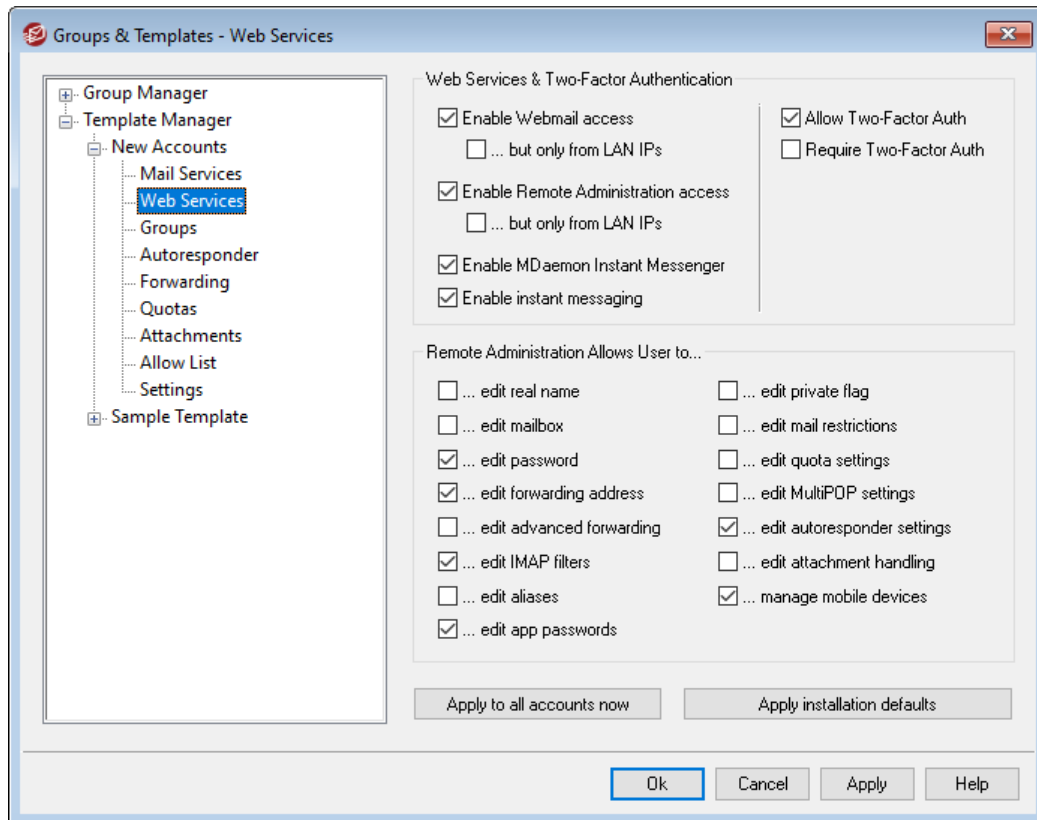 Groups & Templates - Web Services
Group Manager
Template Manager
New Accounts
Mail Services
Web Services
Groups
Autoresponder
Forwarding
Quotas
Attachments
Allow List
Settings
Sample Template
Web Services & Two-Factor Authentication
Enable Webmail access
... but only from LAN IPs
Enable Remote Administration access
... but only from LAN IPs
Enable MDaemon Instant Messenger
Enable instant messaging
Allow Two-Factor Auth
Require Two-Factor Auth
Remote Administration Allows User to...
... edit real name
... edit mailbox
... edit password
... edit forwarding address
... edit advanced forwarding
... edit IMAP filters
... edit aliases
... edit app passwords
... edit private flag
... edit mail restrictions
... edit quota settings
... edit MultiPOP settings
... edit autoresponder settings
... edit attachment handling
... manage mobile devices
Apply to all accounts now
Apply installation defaults
Ok
Cancel
Apply
Help